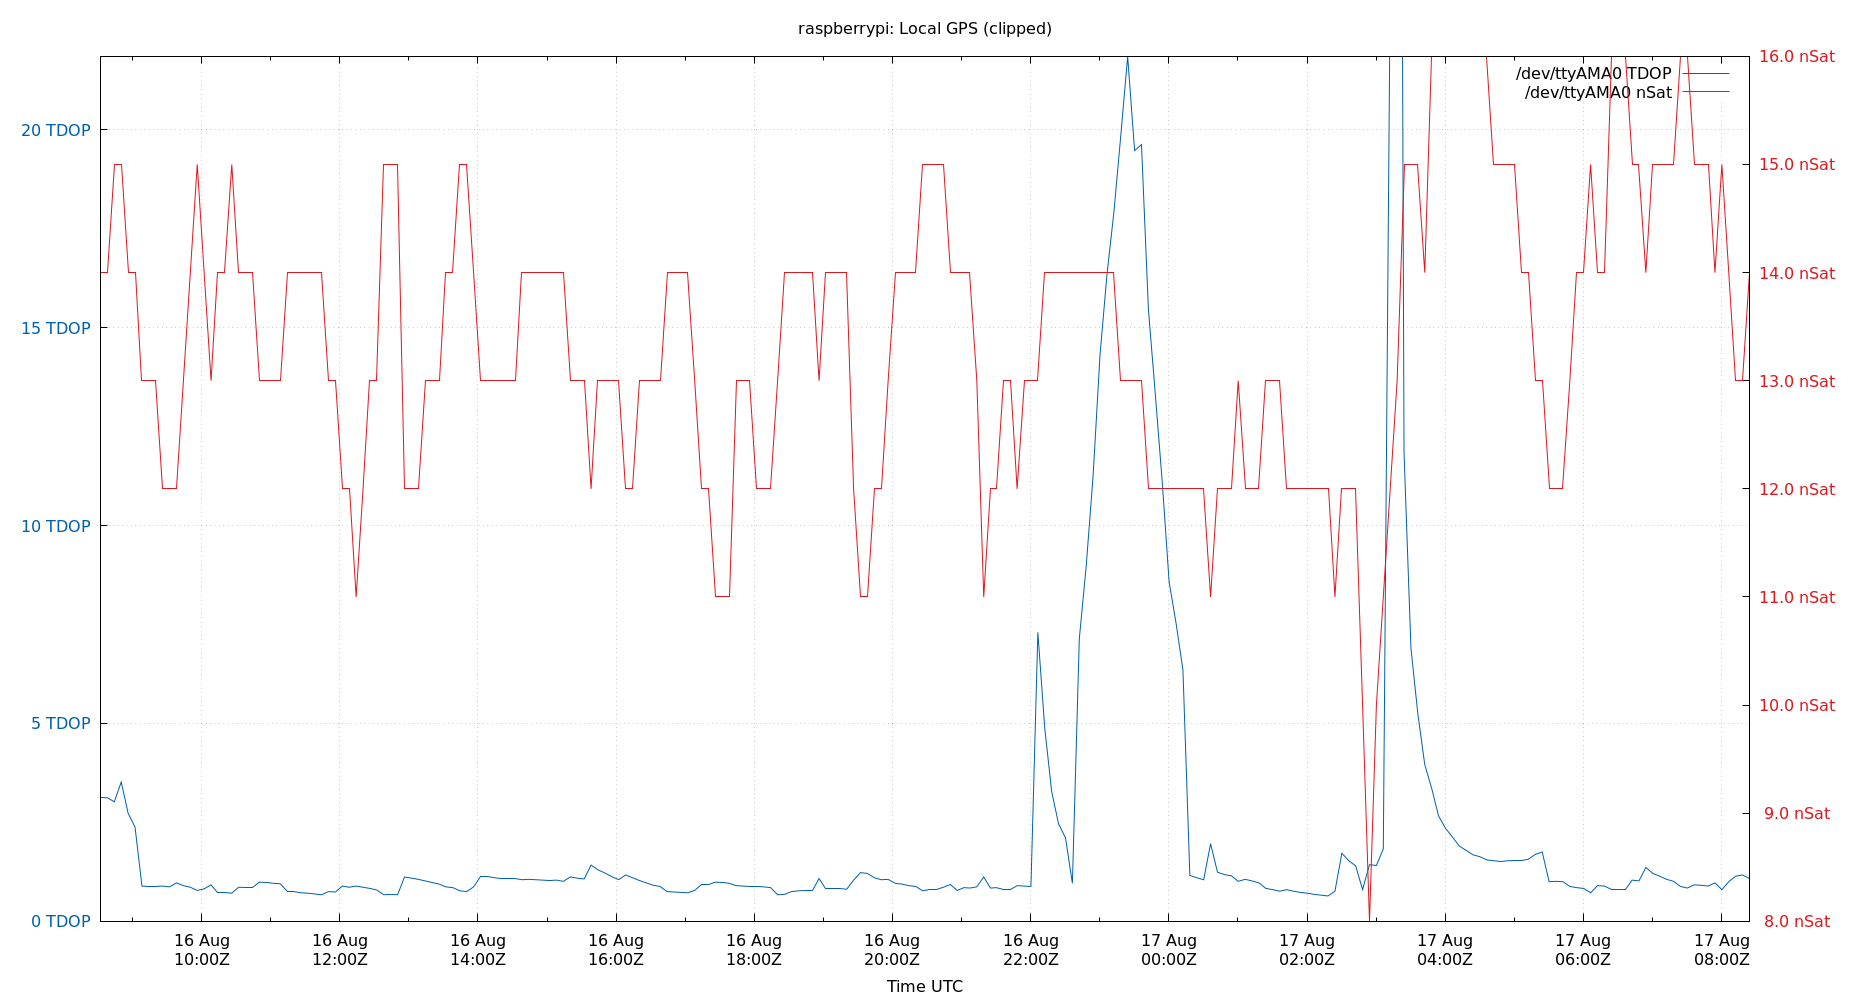 raspberrypi: Local GPS (clipped)
/dev/ttyAMA0 TDOP
/dev/ttyAMA0 nSat
20 TDOP
15 TDOP
10 TDOP
5 TDOP
0 TDOP
16.0 nSat
15.0 nSat
14.0 nSat
13.0 nSat
12.0 nSat
11.0 nSat
10.0 nSat
9.0 nSat
8.0 nSat
16 Aug
10:00Z
16 Aug
12:00Z
16 Aug
14:00Z
16 Aug
16:00Z
16 Aug
18:00Z
16 Aug
20:00Z
16 Aug
22:00Z
17 Aug
00:00Z
17 Aug
02:00Z
17 Aug
04:00Z
17 Aug
06:00Z
17 Aug
08:00Z
Time UTC